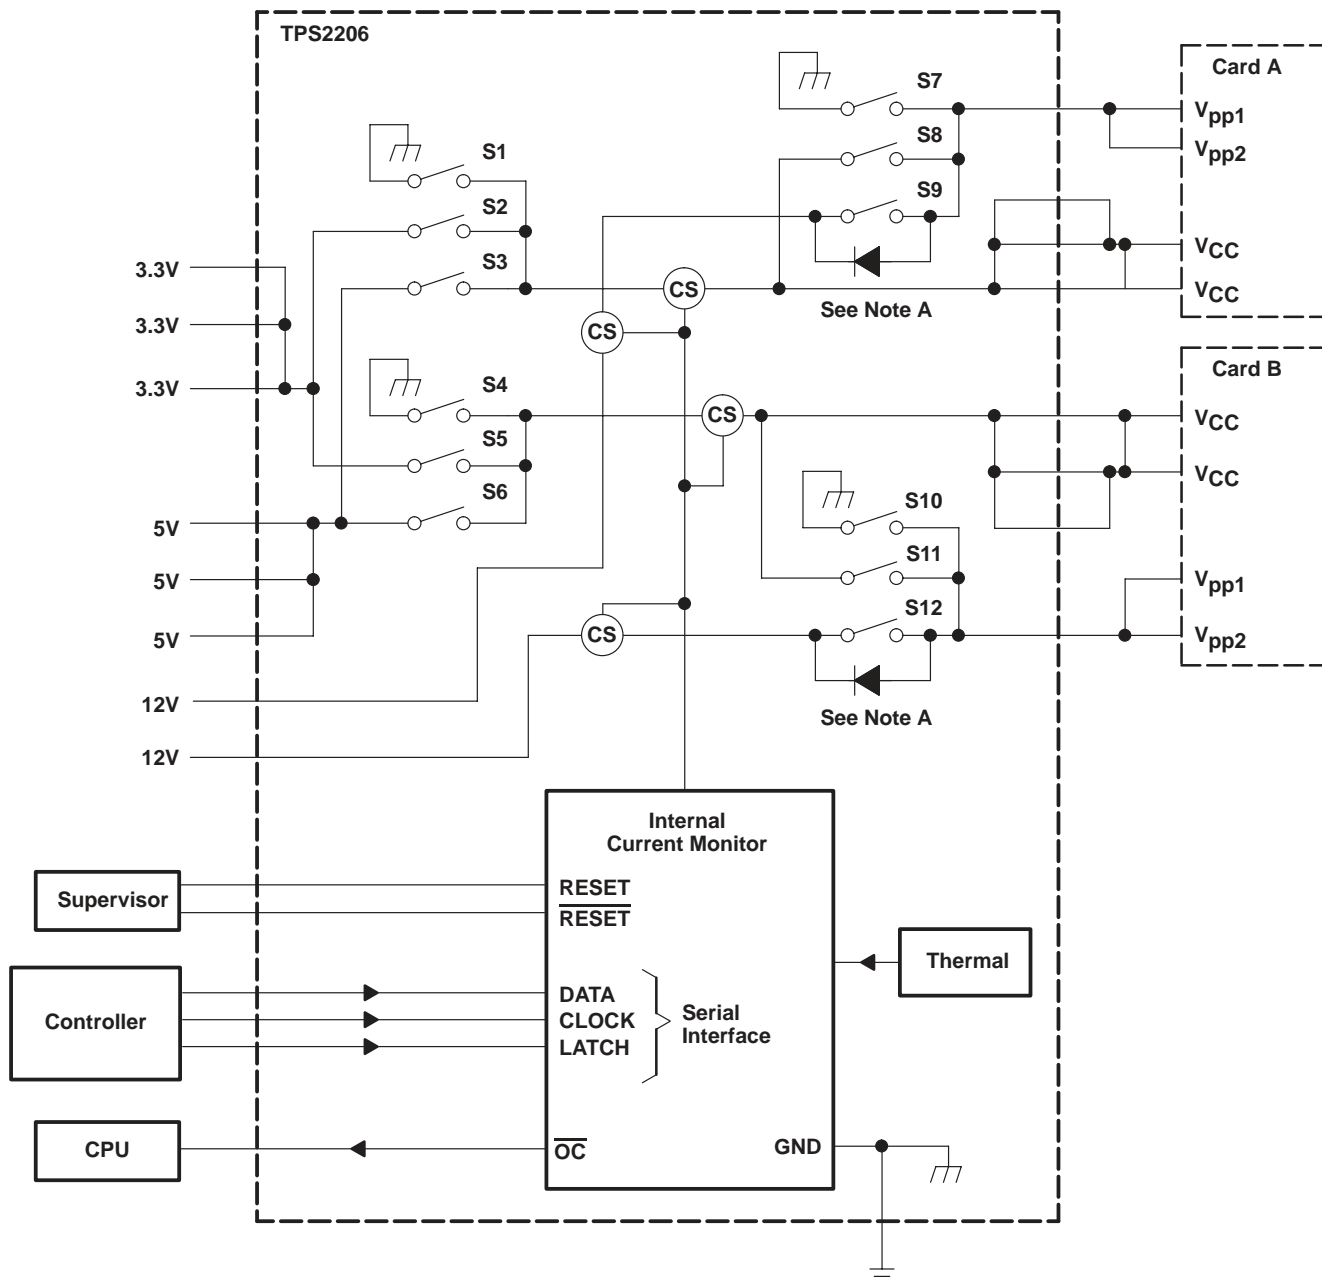 TPS2206
Card A
S7
Vpp1
S8
Vpp2
S1
S9
S2
VCC
S3
3.3V
CS
VCC
See Note A
3.3V
CS
Card B
3.3V
S4
CS
VCC
S5
VCC
S6
S10
5V
S11
5V
Vpp1
S12
5V
CS
Vpp2
12V
See Note A
12V
Internal
Current Monitor
Supervisor
RESET
RESET
Thermal
Controller
DATA
CLOCK
LATCH
Serial
Interface
CPU
OC
GND